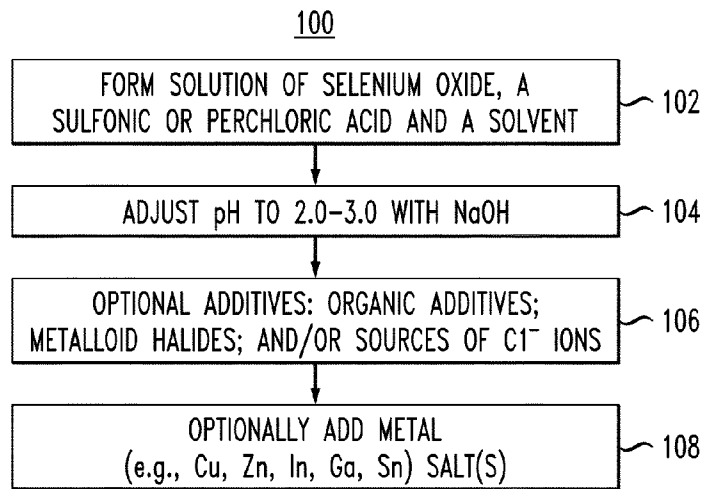 100
FORM SOLUTION OF SELENIUM OXIDE, A
SULFONIC OR PERCHLORIC ACID AND A SOLVENT
102
ADJUST pH TO 2.0-3.0 WITH NaOH
104
OPTIONAL ADDITIVES: ORGANIC ADDITIVES;
METALLOID HALIDES; AND/OR SOURCES OF C1⁻ IONS
106
OPTIONALLY ADD METAL
(e.g., Cu, Zn, In, Ga, Sn) SALT(S)
108